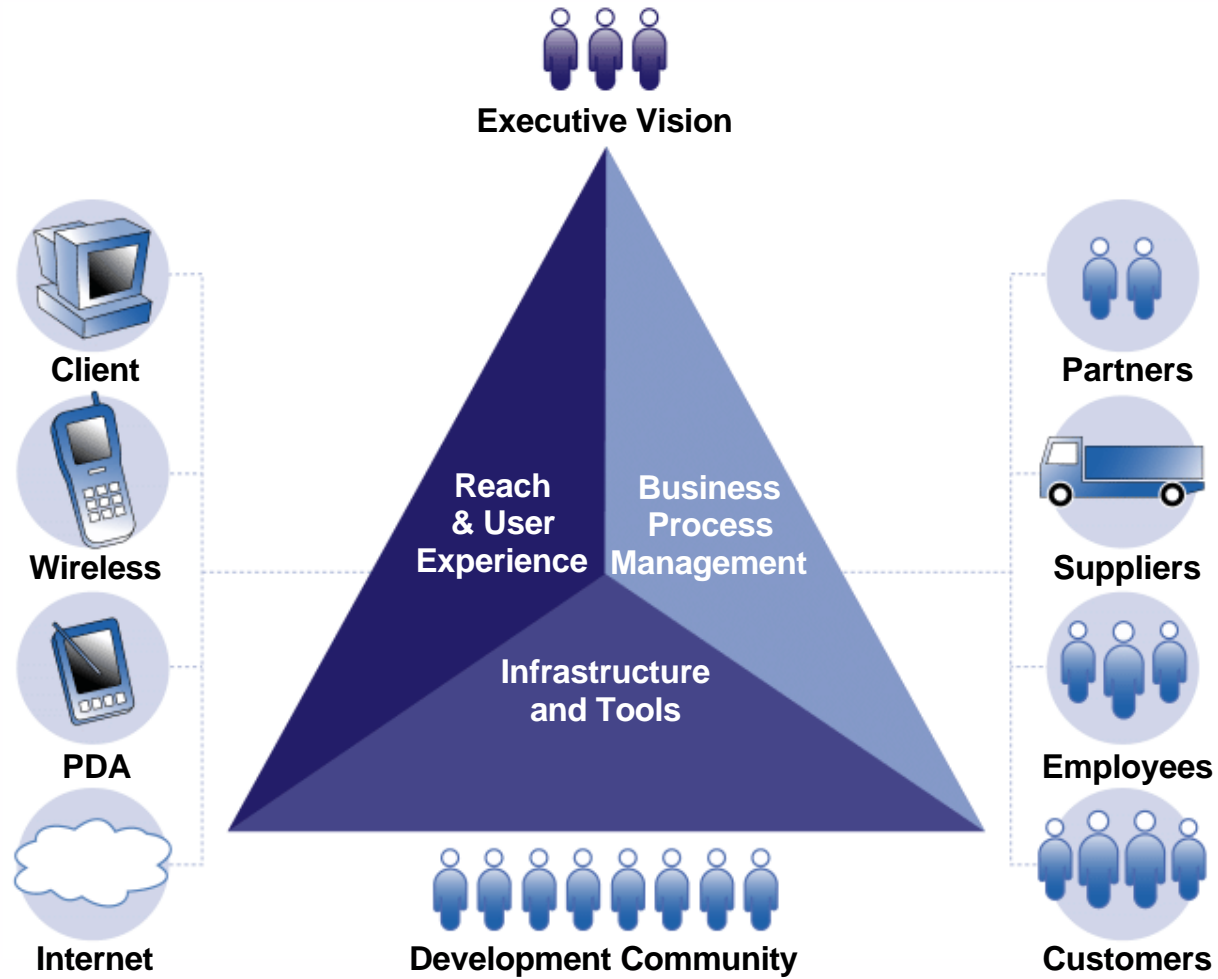 Executive Vision
Client
Wireless
PDA
Internet
Reach
& User
Experience
Business
Process
Management
Infrastructure
and Tools
Development Community
Partners
Suppliers
Employees
Customers